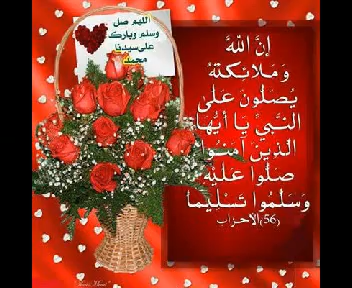 اللهم صل
وسلم وبارك
على سيدنا
محمد
إنَّ اللَّهَ
وَمَلَائِكَتَهُ
يُصَلُّونَ عَلَى
النَّبِيِّ يَا أَيُّهَا
الَّذِينَ آمَنُوا
صَلُّوا عَلَيْهِ
وَسَلِّمُوا تَسْلِيمًا
(56) الأحزاب